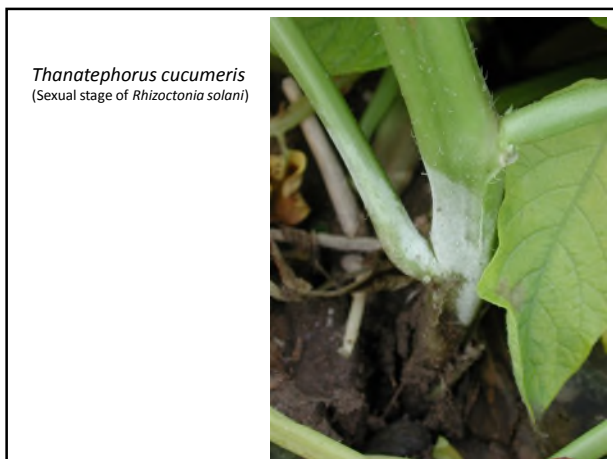 Thanatephorus cucumeris
(Sexual stage of Rhizoctonia solani)